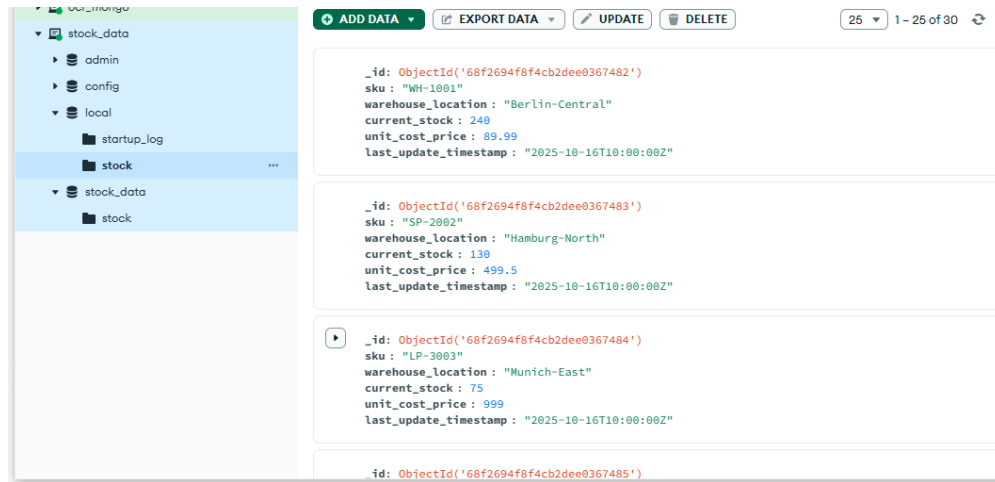 ocr_mongo
stock_data
admin
config
local
startup_log
stock
stock_data
stock
ADD DATA
EXPORT DATA
UPDATE
DELETE
25
1 – 25 of 30
_id: ObjectId('68f2694f8f4cb2dee0367482')
sku : "WH-1001"
warehouse_location : "Berlin-Central"
current_stock : 240
unit_cost_price : 89.99
last_update_timestamp : "2025-10-16T10:00:00Z"
_id: ObjectId('68f2694f8f4cb2dee0367483')
sku : "SP-2002"
warehouse_location : "Hamburg-North"
current_stock : 130
unit_cost_price : 499.5
last_update_timestamp : "2025-10-16T10:00:00Z"
_id: ObjectId('68f2694f8f4cb2dee0367484')
sku : "LP-3003"
warehouse_location : "Munich-East"
current_stock : 75
unit_cost_price : 999
last_update_timestamp : "2025-10-16T10:00:00Z"
_id: ObjectId('68f2694f8f4cb2dee0367485')